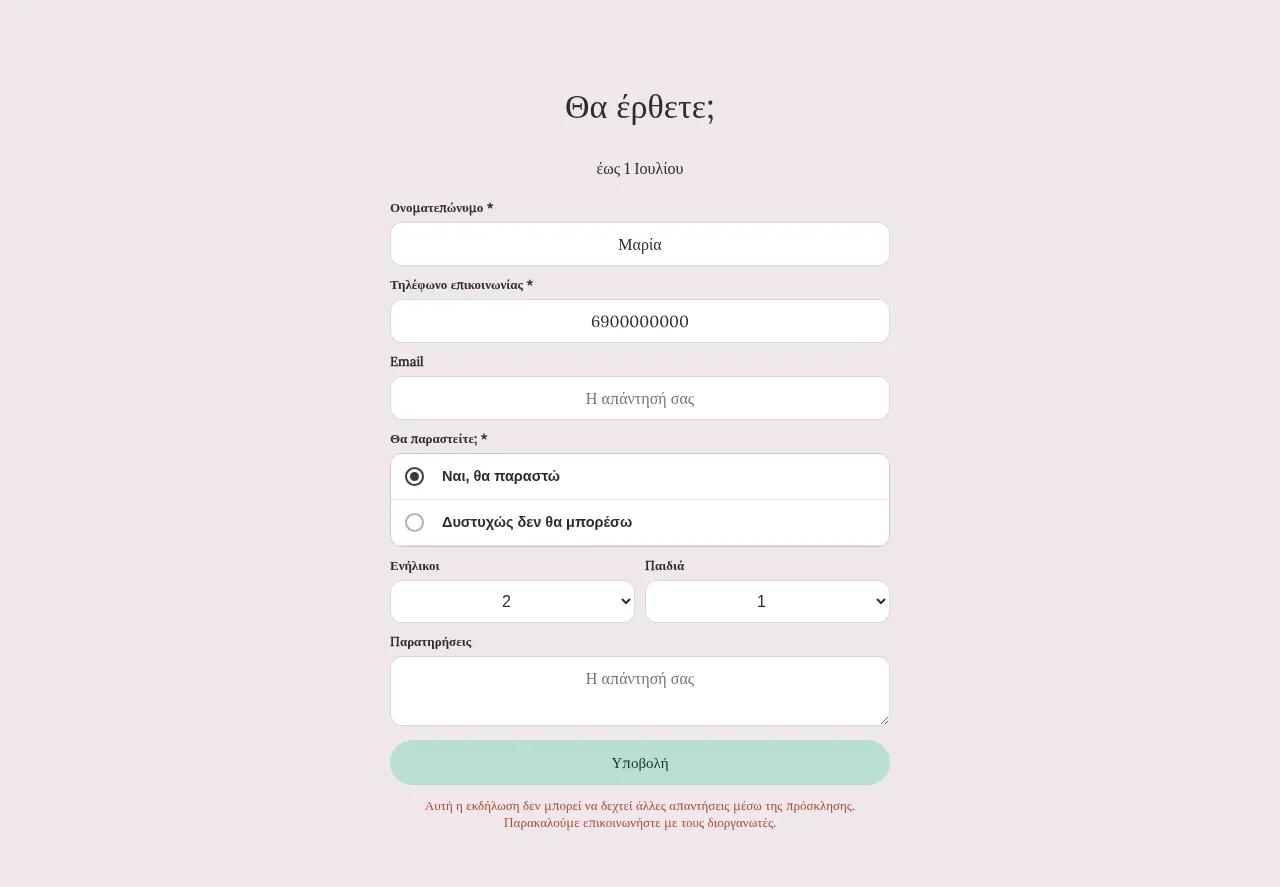 Θα έρθετε;
έως 1 Ιουλίου
Ονοματεπώνυμο *
Μαρία
Τηλέφωνο επικοινωνίας *
6900000000
Email
Η απάντησή σας
Θα παραστείτε; *
Ναι, θα παραστώ
Δυστυχώς δεν θα μπορέσω
Ενήλικοι
2
Παιδιά
1
Παρατηρήσεις
Η απάντησή σας
Υποβολή
Αυτή η εκδήλωση δεν μπορεί να δεχτεί άλλες απαντήσεις μέσω της πρόσκλησης.
Παρακαλούμε επικοινωνήστε με τους διοργανωτές.